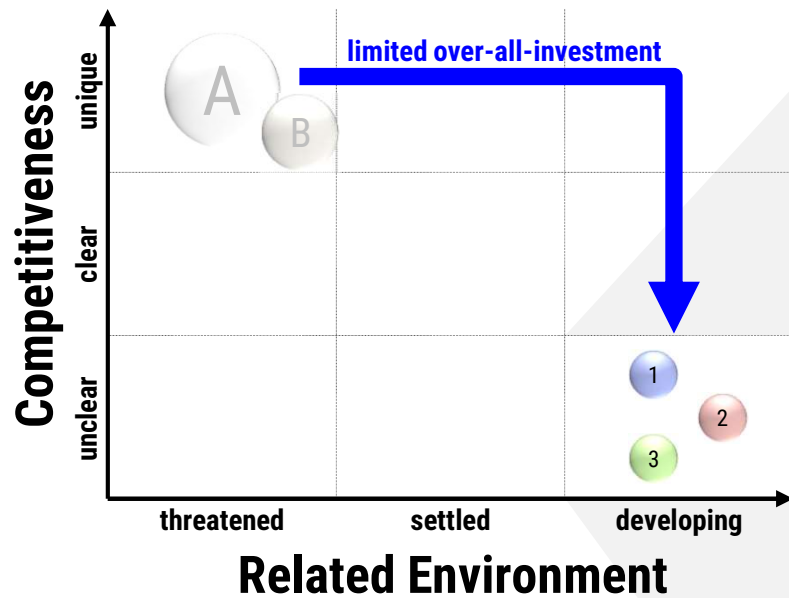 limited over-all-investment
A
B
Competitiveness
unique
clear
unclear
1
2
3
threatened settled developing
Related Environment